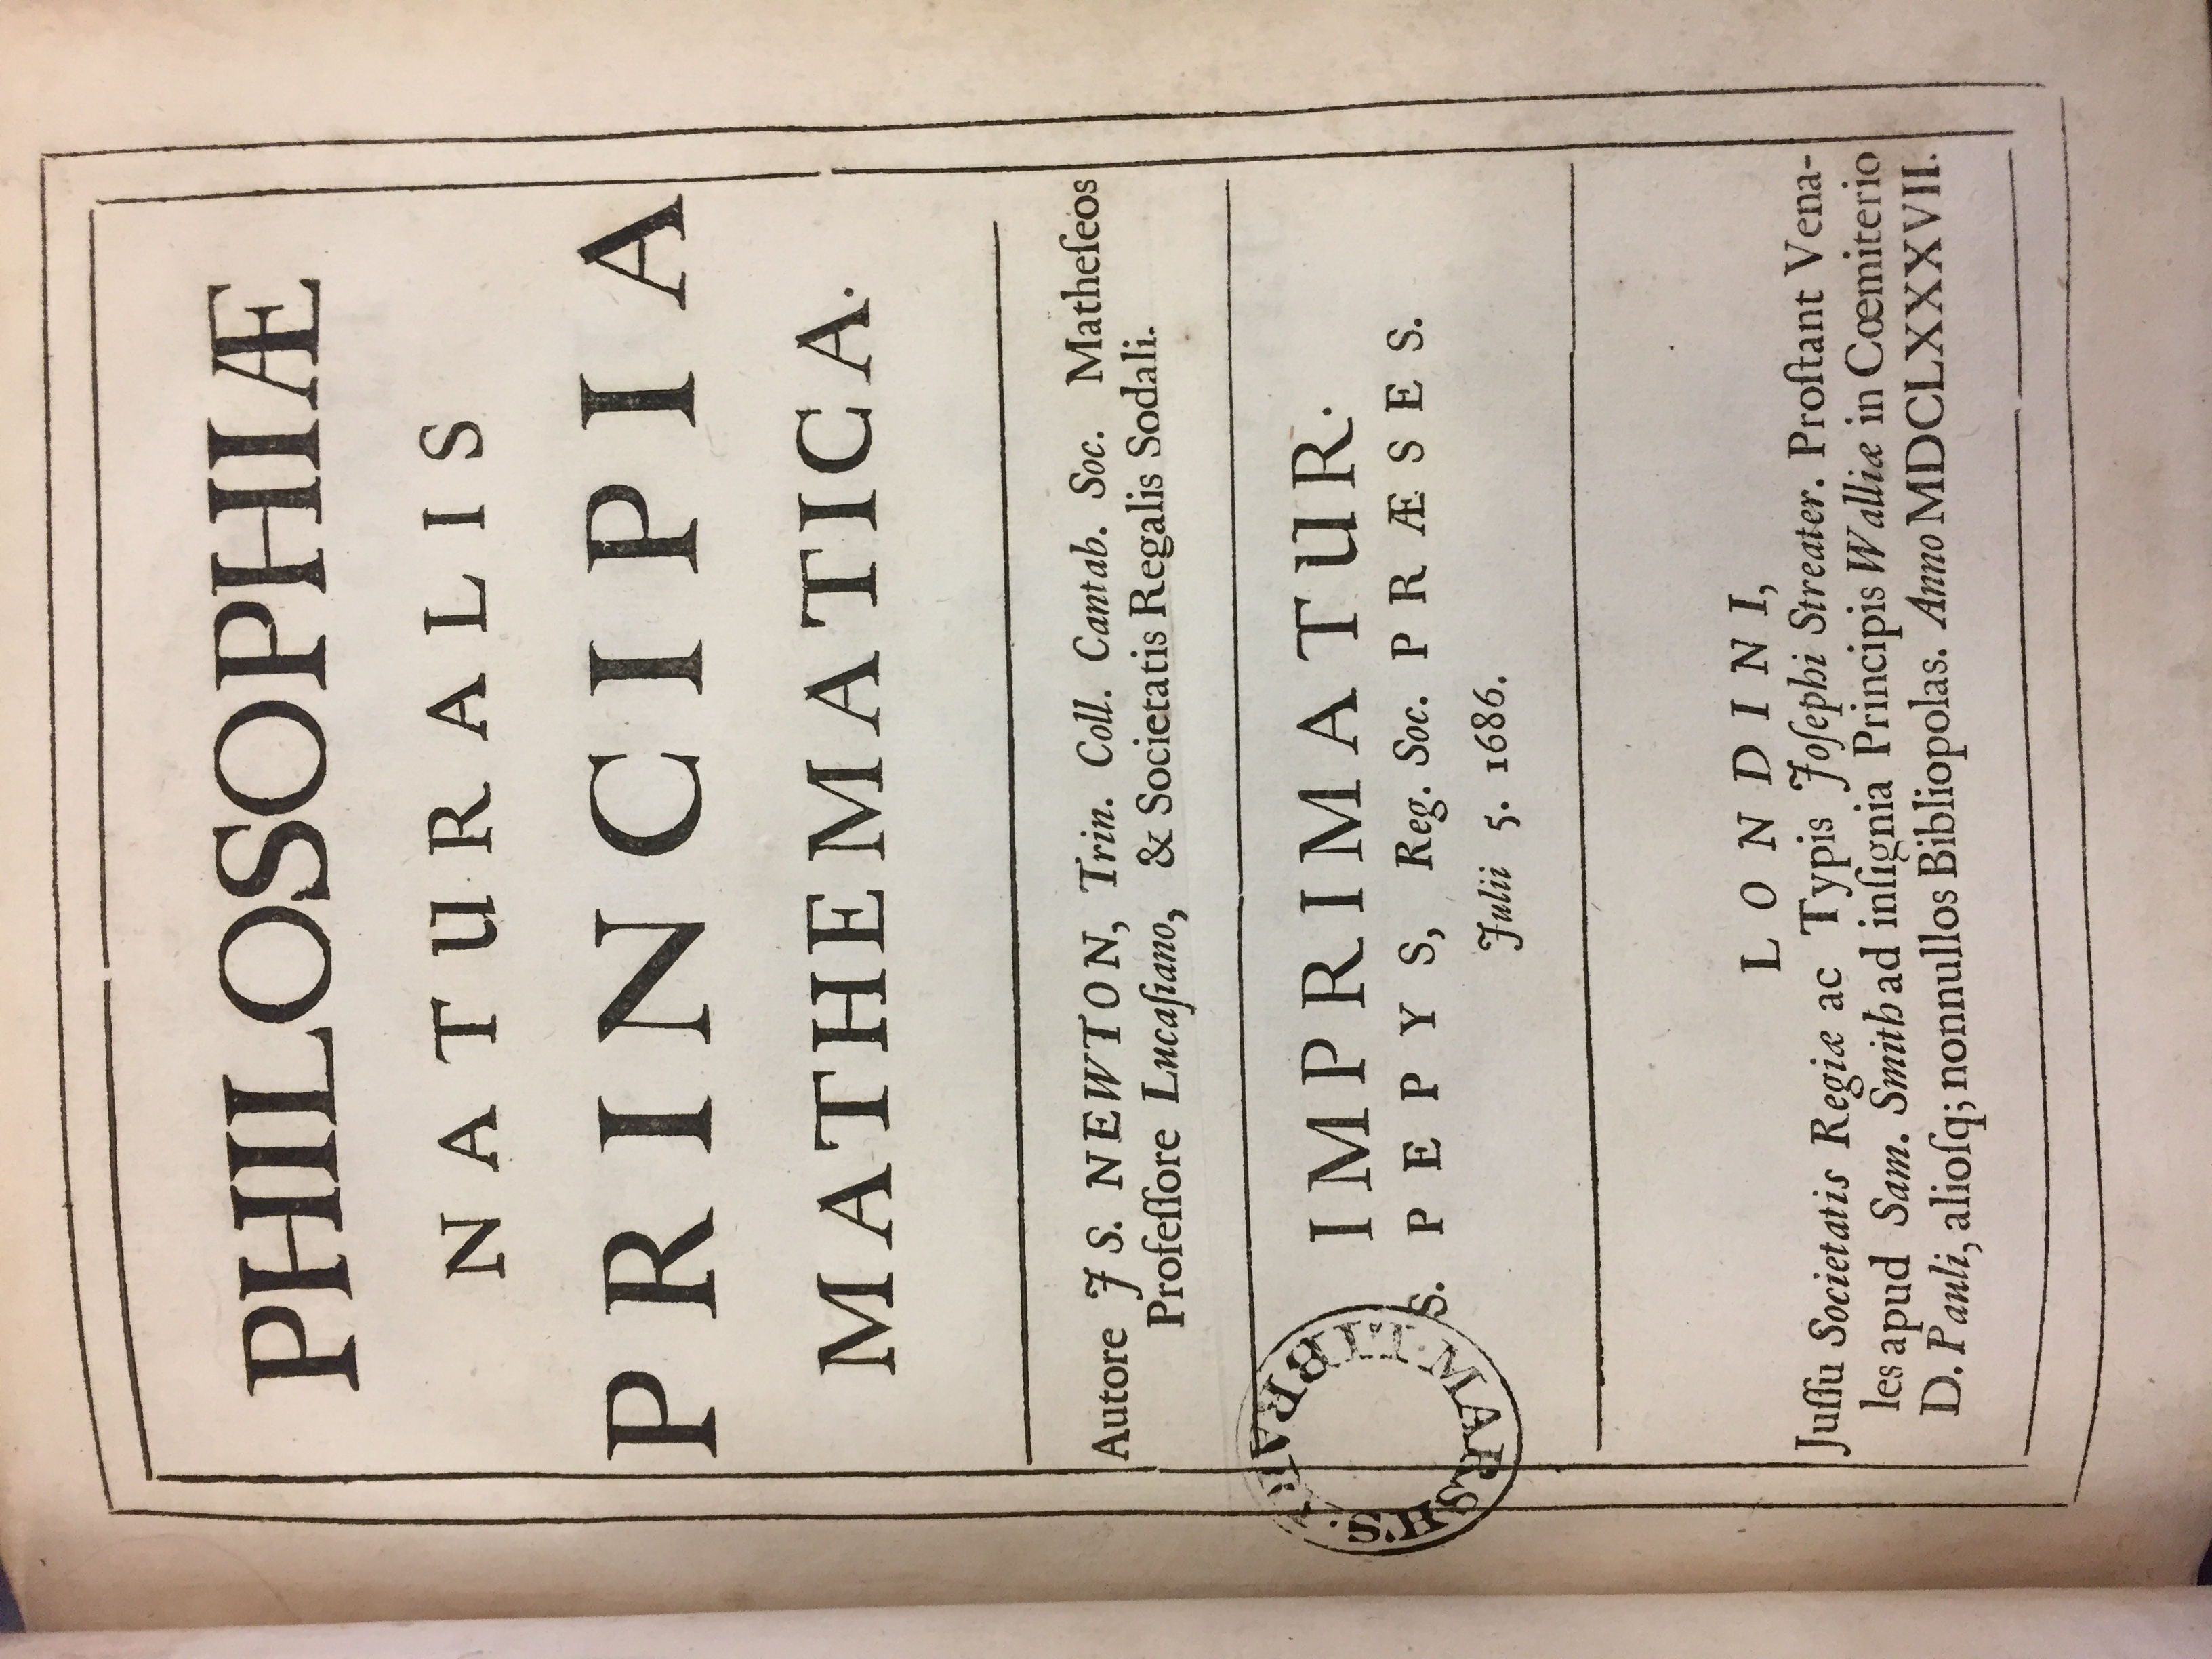 PHILOSOPHIÆ
NATURALIS
PRINCIPIA
MATHEMATICA.
Autore JS. NEWTON, Trin. Coll. Cantab. Soc. Matheſeos
Profeſſore Lucaſiano, & Societatis Regalis Sodali.
IMPRIMATUR.
S. PEPYS, Reg. Soc. PRÆSES.
Julii 5. 1686.
MARSH'S LIBRARY
LONDINI,
Juſſu Societatis Regiæ ac Typis Joſephi Streater. Proſtant Vena-
les apud Sam. Smith ad inſignia Principis Walliæ in Cœmiterio
D. Pauli, alioſq; nonnullos Bibliopolas. Anno MDCLXXXVII.